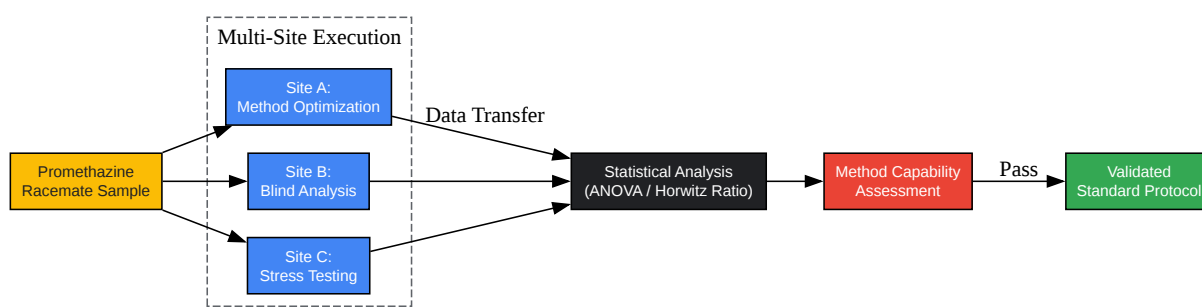 Multi-Site Execution
Promethazine
Racemate Sample
Site A:
Method Optimization
Site B:
Blind Analysis
Site C:
Stress Testing
Data Transfer
Statistical Analysis
(ANOVA / Horwitz Ratio)
Method Capability
Assessment
Pass
Validated
Standard Protocol